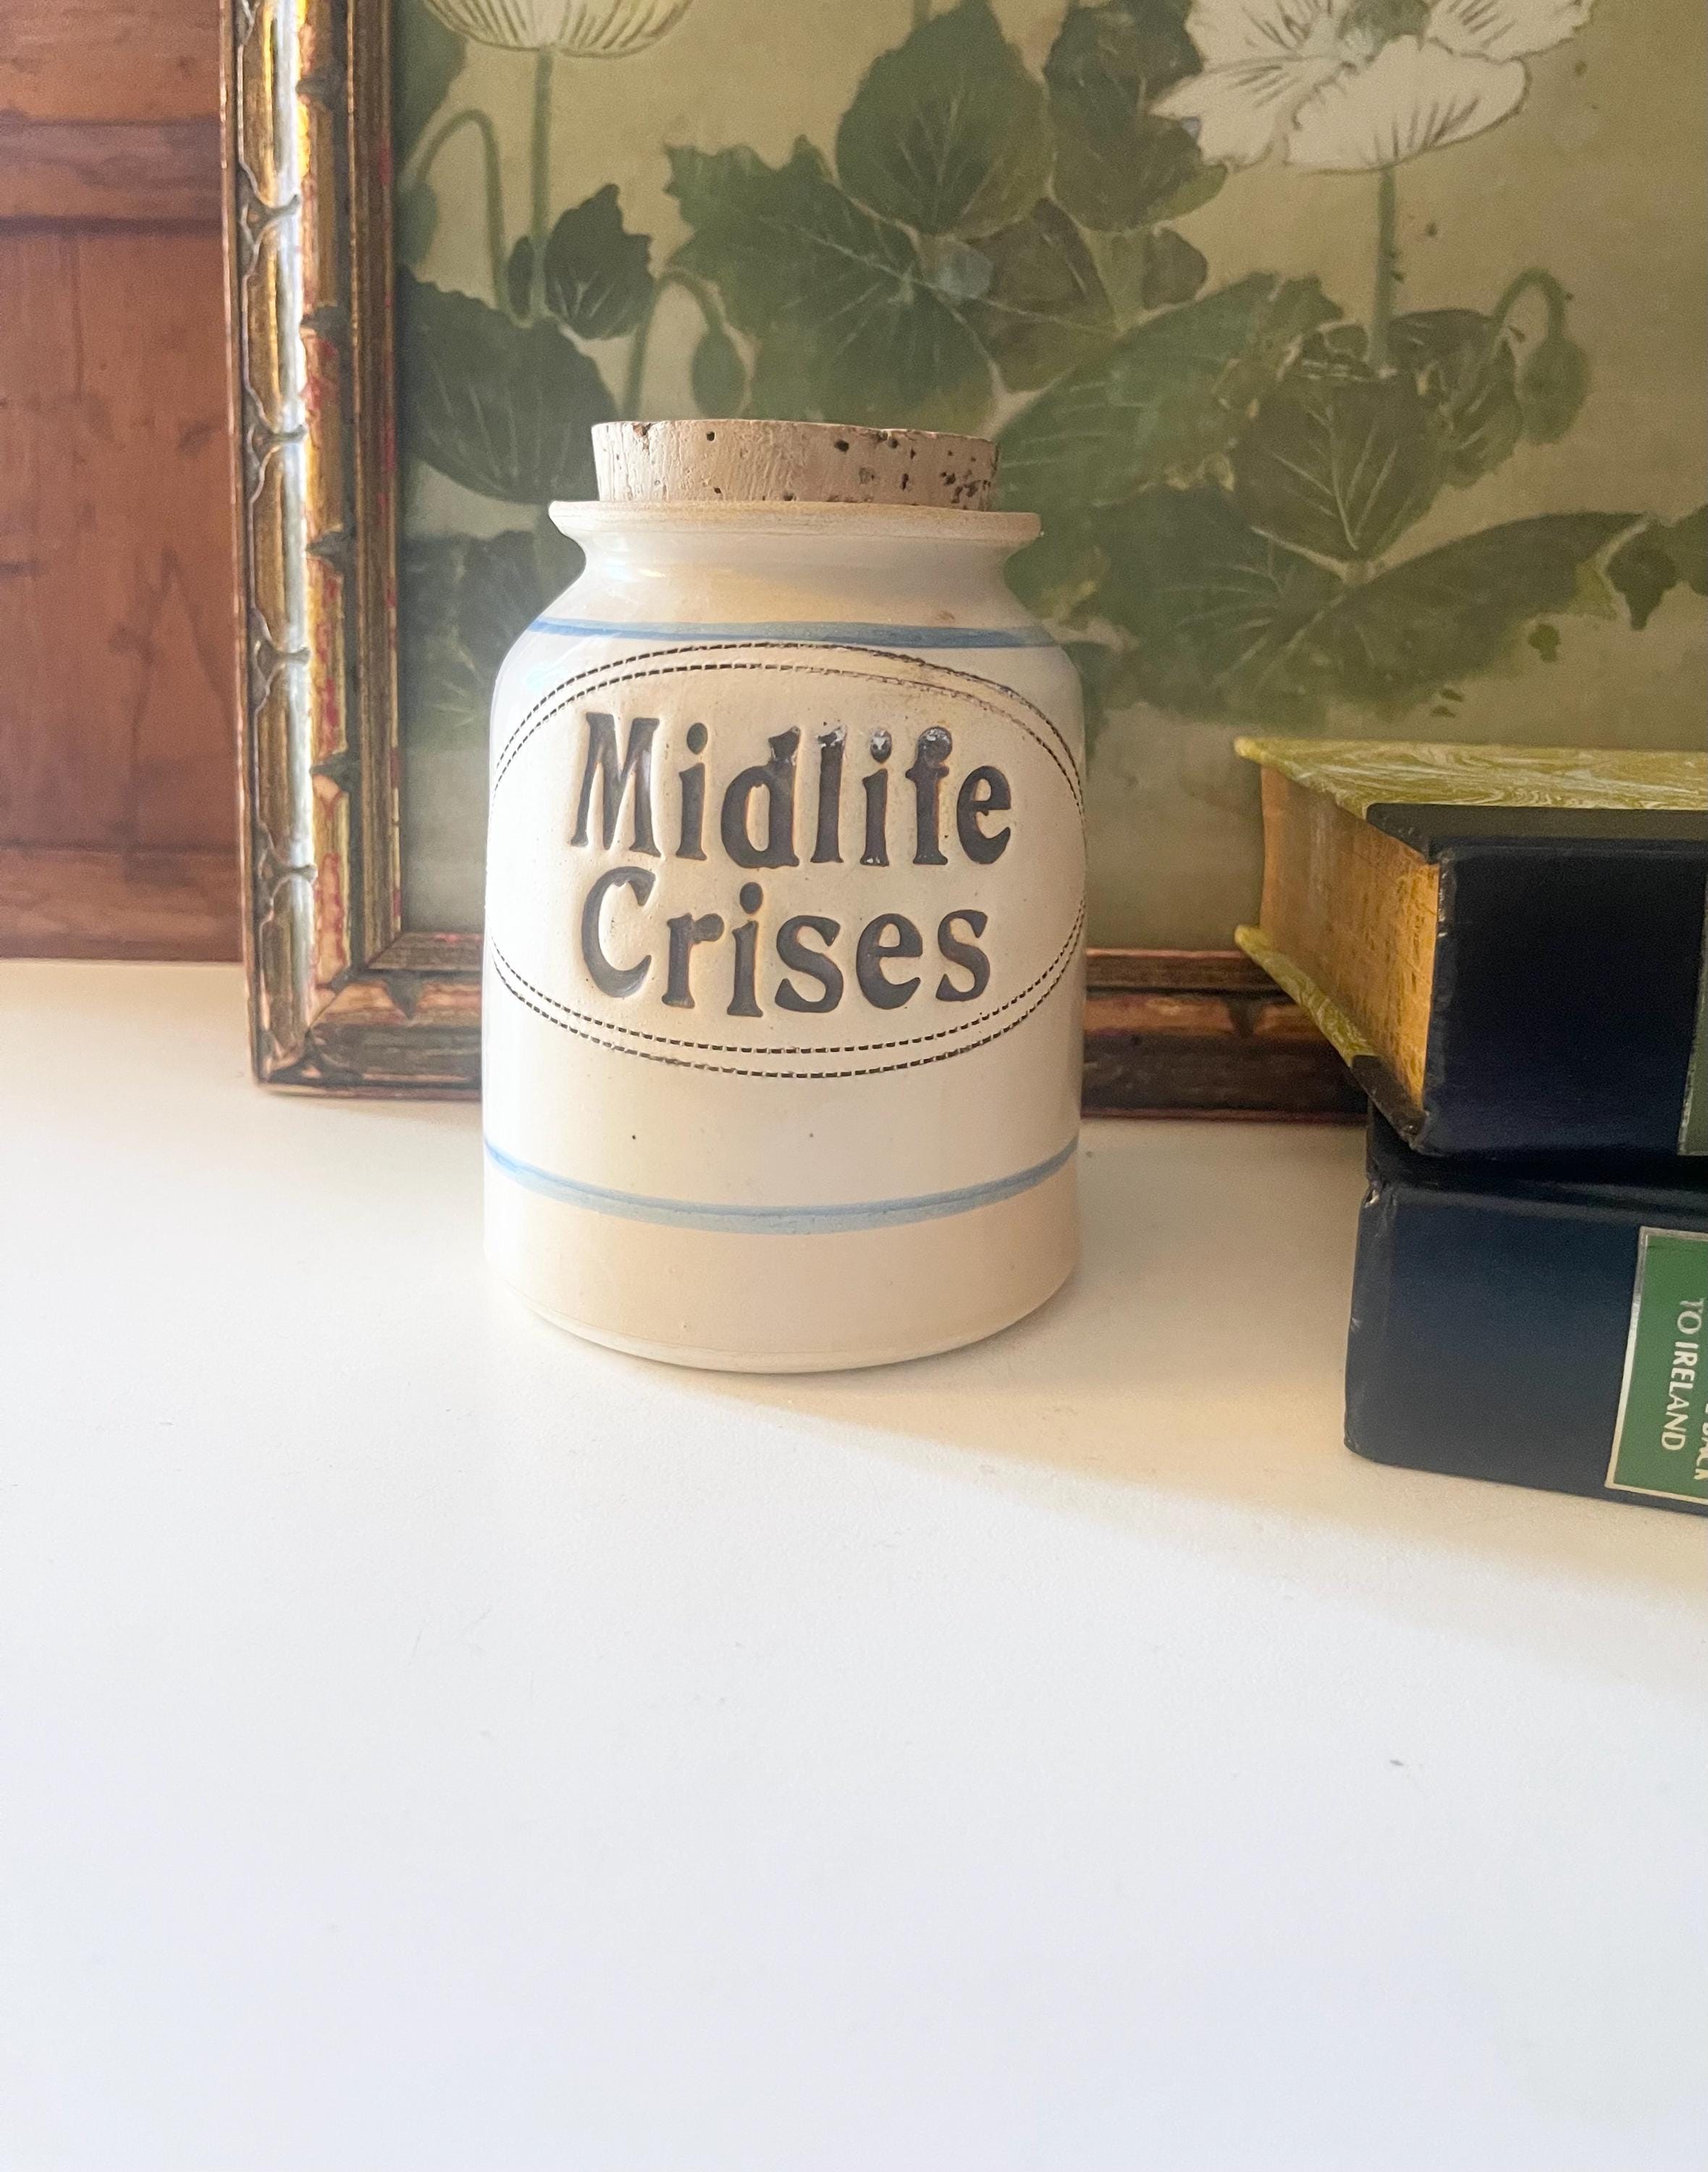 Midlife
Crises
TO IRELAND